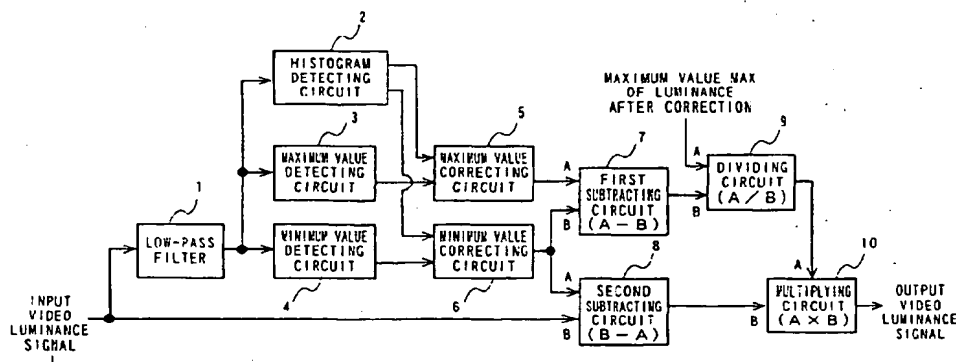 2
HISTOGRAM
DETECTING
CIRCUIT
MAXIMUM VALUE MAX
OF LUMINANCE
AFTER CORRECTION
3
MAXIMUM VALUE
DETECTING
CIRCUIT
5
MAXIMUM VALUE
CORRECTING
CIRCUIT
7
A
FIRST
SUBTRACTING
CIRCUIT
(A-B)
B
9
A
DIVIDING
CIRCUIT
(A/B)
B
1
LOW-PASS
FILTER
MINIMUM VALUE
DETECTING
CIRCUIT
4
MINIMUM VALUE
CORRECTING
CIRCUIT
6
8
A
SECOND
SUBTRACTING
CIRCUIT
(B-A)
B
10
A
MULTIPLYING
CIRCUIT
(A×B)
B
INPUT
VIDEO
LUMINANCE
SIGNAL
OUTPUT
VIDEO
LUMINANCE
SIGNAL